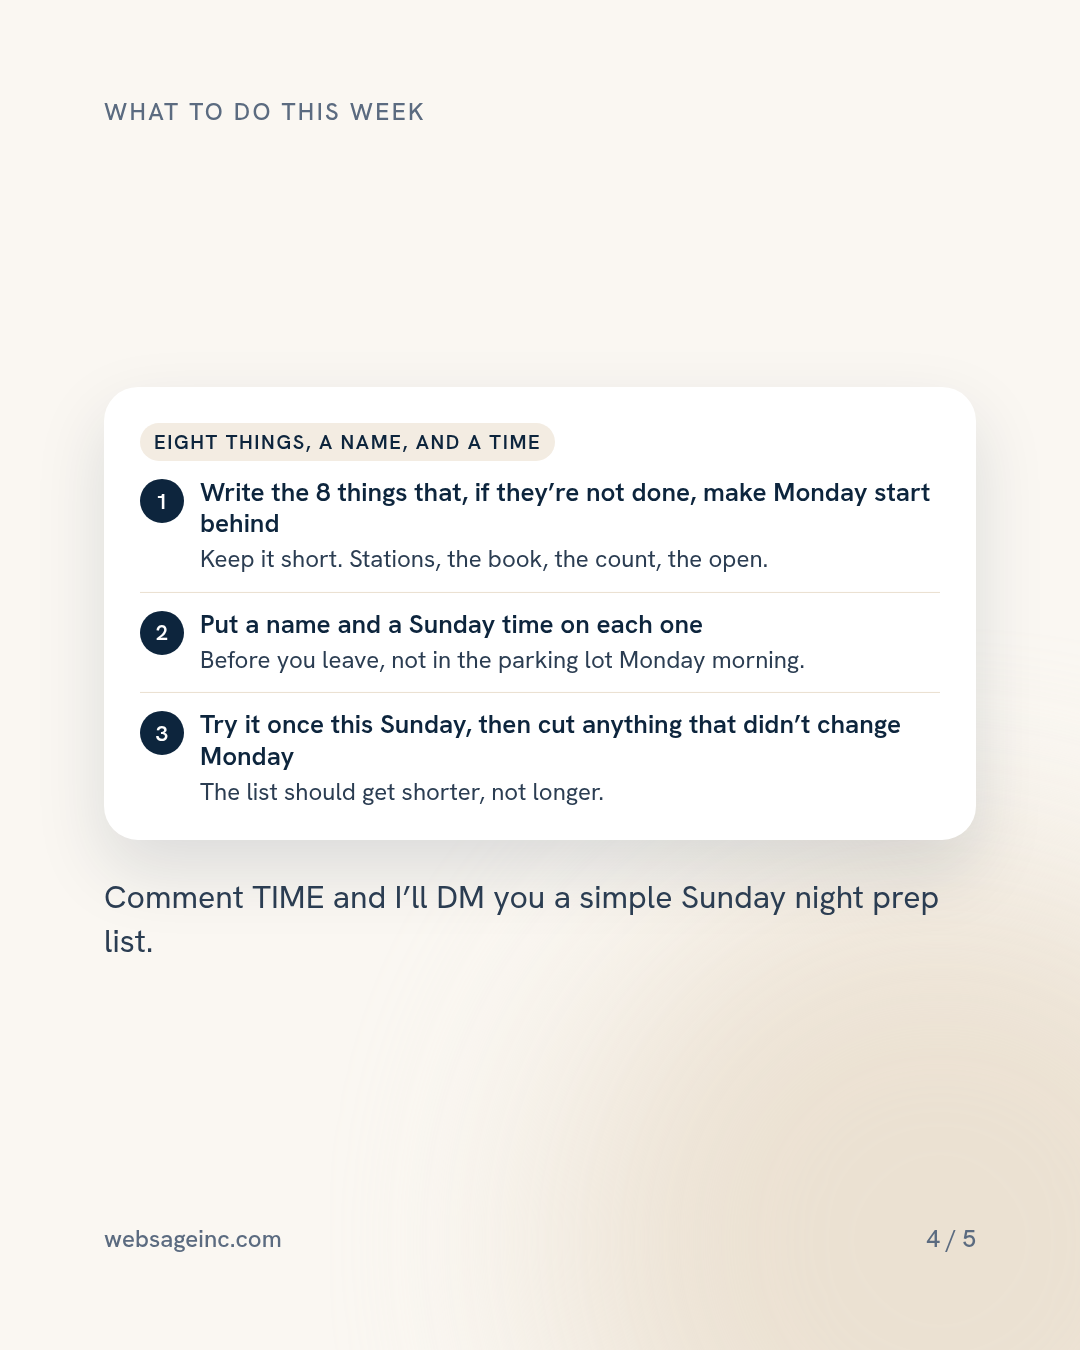 WHAT TO DO THIS WEEK
EIGHT THINGS, A NAME, AND A TIME
1
Write the 8 things that, if they’re not done, make Monday start
behind
Keep it short. Stations, the book, the count, the open.
2
Put a name and a Sunday time on each one
Before you leave, not in the parking lot Monday morning.
3
Try it once this Sunday, then cut anything that didn’t change
Monday
The list should get shorter, not longer.
Comment TIME and I’ll DM you a simple Sunday night prep
list.
websageinc.com
4 / 5